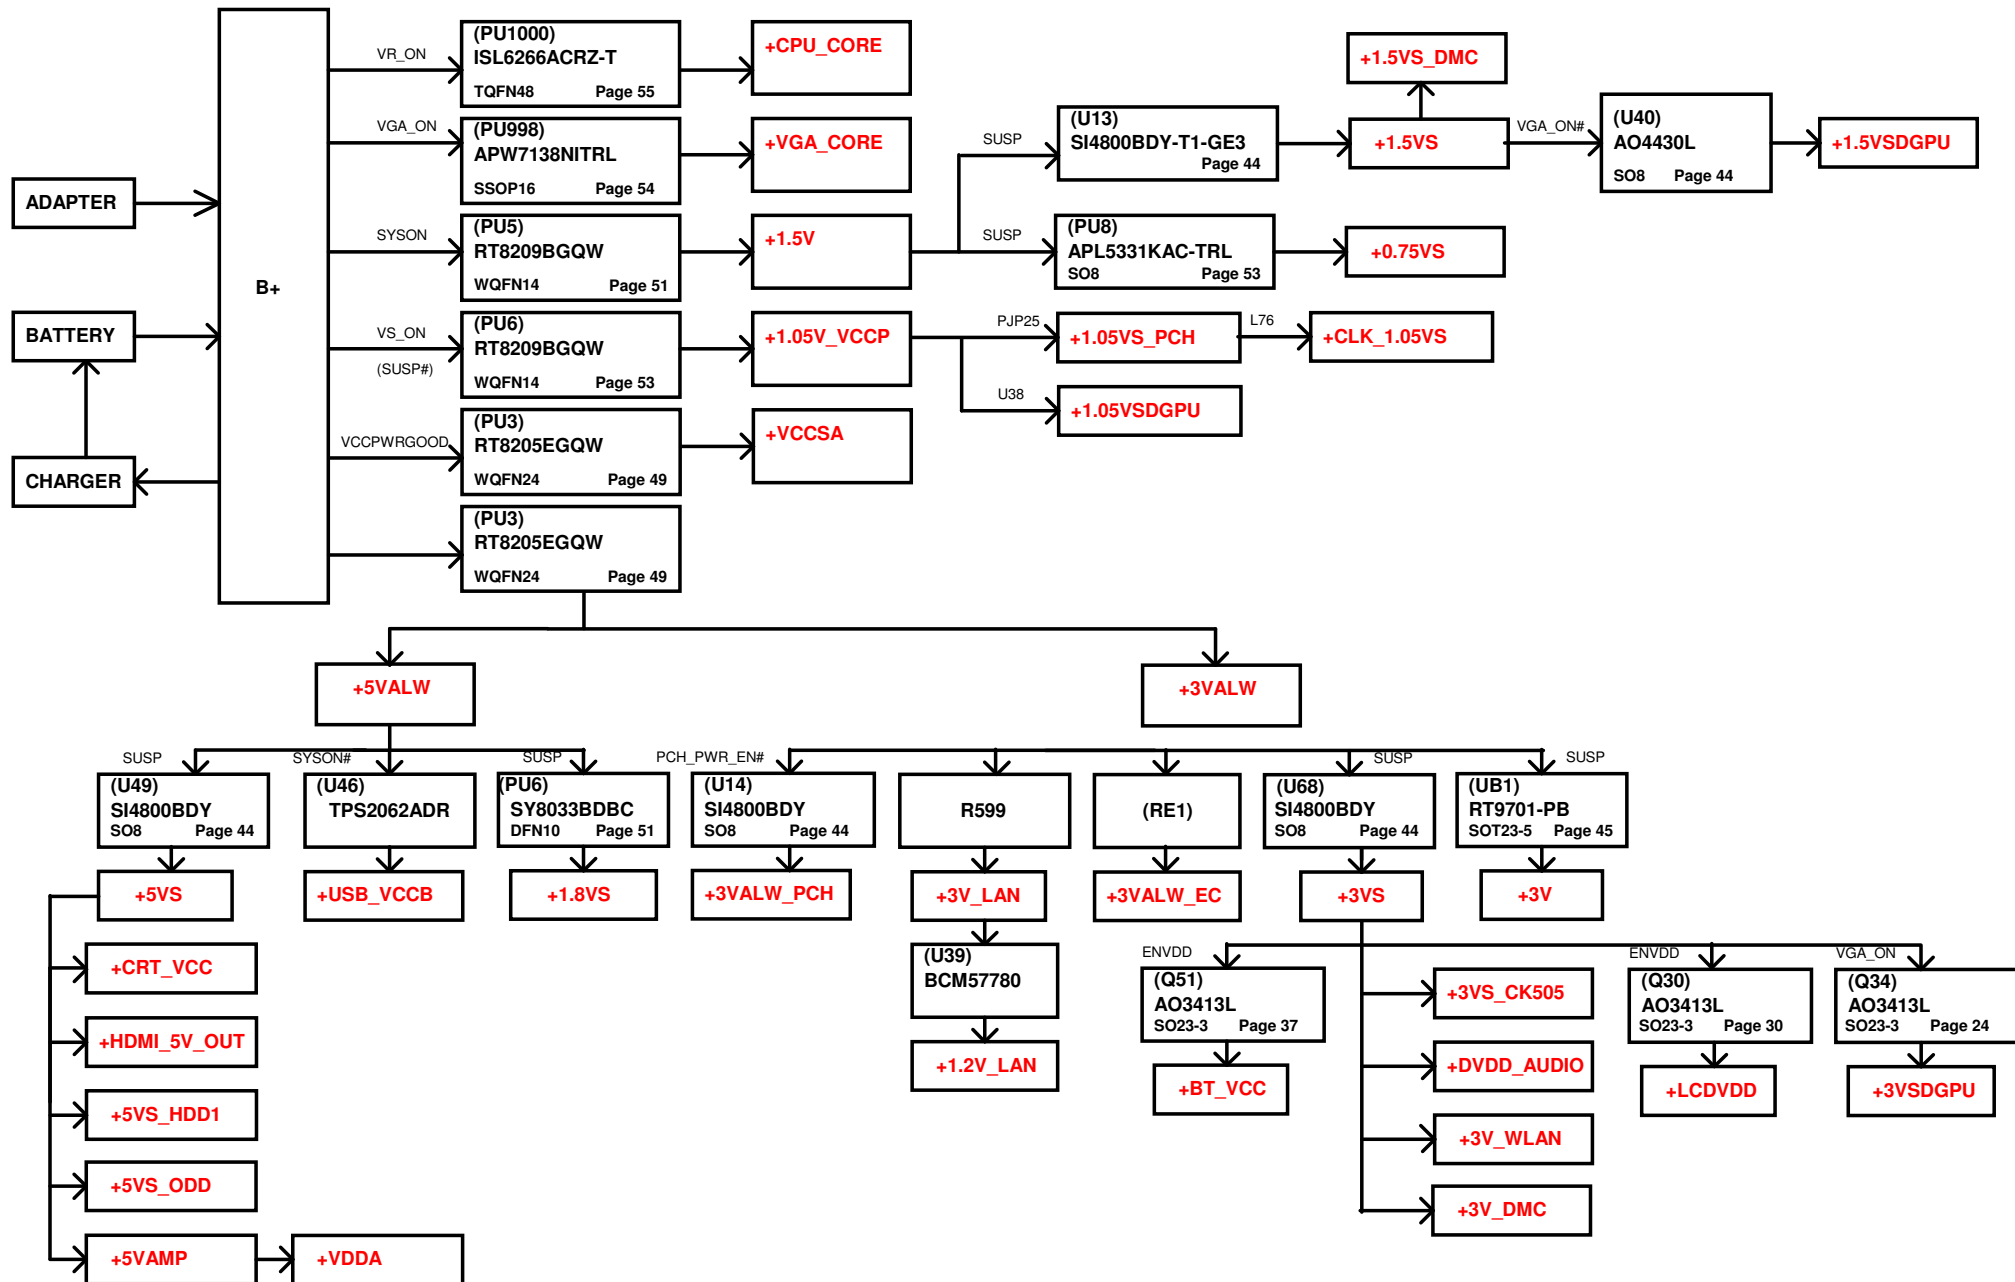 ADAPTER
BATTERY
CHARGER
B+
VR_ON
(PU1000)
ISL6266ACRZ-T
TQFN48 Page 55
+CPU_CORE
VGA_ON
(PU998)
APW7138NITRL
SSOP16 Page 54
+VGA_CORE
SYSON
(PU5)
RT8209BGQW
WQFN14 Page 51
+1.5V
SUSP
(U13)
SI4800BDY-T1-GE3
Page 44
+1.5VS_DMC
+1.5VS
VGA_ON#
(U40)
AO4430L
SO8 Page 44
+1.5VSDGPU
SUSP
(PU8)
APL5331KAC-TRL
SO8 Page 53
+0.75VS
VS_ON
(SUSP#)
(PU6)
RT8209BGQW
WQFN14 Page 53
+1.05V_VCCP
PJP25
+1.05VS_PCH
L76
+CLK_1.05VS
U38
+1.05VSDGPU
VCCPWRGOOD
(PU3)
RT8205EGQW
WQFN24 Page 49
+VCCSA
(PU3)
RT8205EGQW
WQFN24 Page 49
+5VALW
+3VALW
SUSP
(U49)
SI4800BDY
SO8 Page 44
+5VS
SYSON#
(U46)
TPS2062ADR
+USB_VCCB
SUSP
(PU6)
SY8033BDBC
DFN10 Page 51
+1.8VS
PCH_PWR_EN#
(U14)
SI4800BDY
SO8 Page 44
+3VALW_PCH
R599
+3V_LAN
(U39)
BCM57780
+1.2V_LAN
(RE1)
+3VALW_EC
SUSP
(U68)
SI4800BDY
SO8 Page 44
+3VS
SUSP
(UB1)
RT9701-PB
SOT23-5 Page 45
+3V
+CRT_VCC
+HDMI_5V_OUT
+5VS_HDD1
+5VS_ODD
+5VAMP
+VDDA
ENVDD
(Q51)
AO3413L
SO23-3 Page 37
+BT_VCC
+3VS_CK505
+DVDD_AUDIO
+3V_WLAN
+3V_DMC
ENVDD
(Q30)
AO3413L
SO23-3 Page 30
+LCDVDD
VGA_ON
(Q34)
AO3413L
SO23-3 Page 24
+3VSDGPU